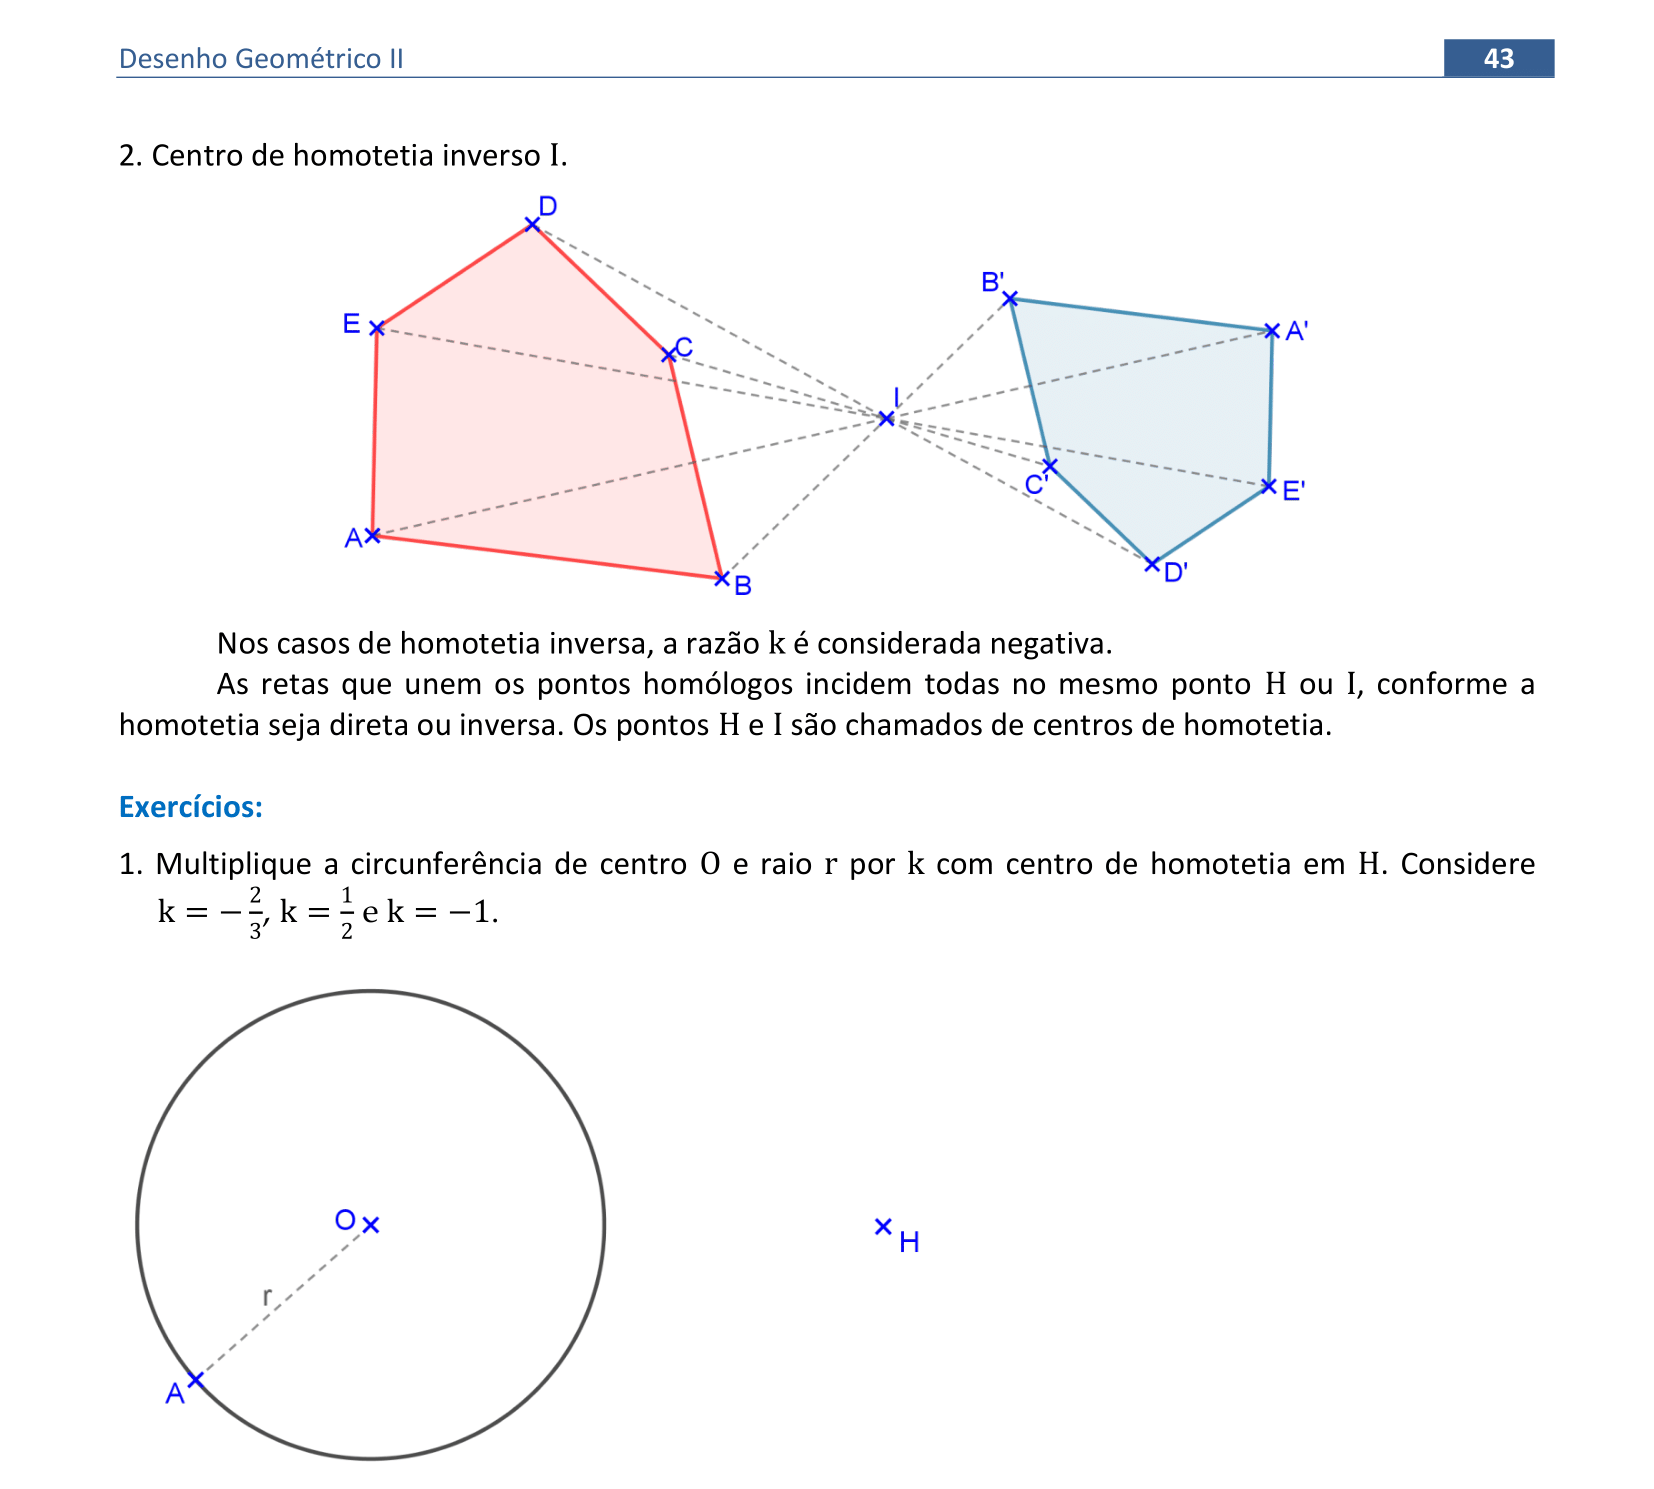 Desenho Geométrico II
43
2. Centro de homotetia inverso I.
D
B'
E
A'
C
I
C'
E'
A
D'
B
Nos casos de homotetia inversa, a razão k é considerada negativa.
As retas que unem os pontos homólogos incidem todas no mesmo ponto H ou I, conforme a
homotetia seja direta ou inversa. Os pontos H e I são chamados de centros de homotetia.
Exercícios:
1. Multiplique a circunferência de centro O e raio r por k com centro de homotetia em H. Considere
k = −2/3, k = 1/2 e k = −1.
O
H
r
A